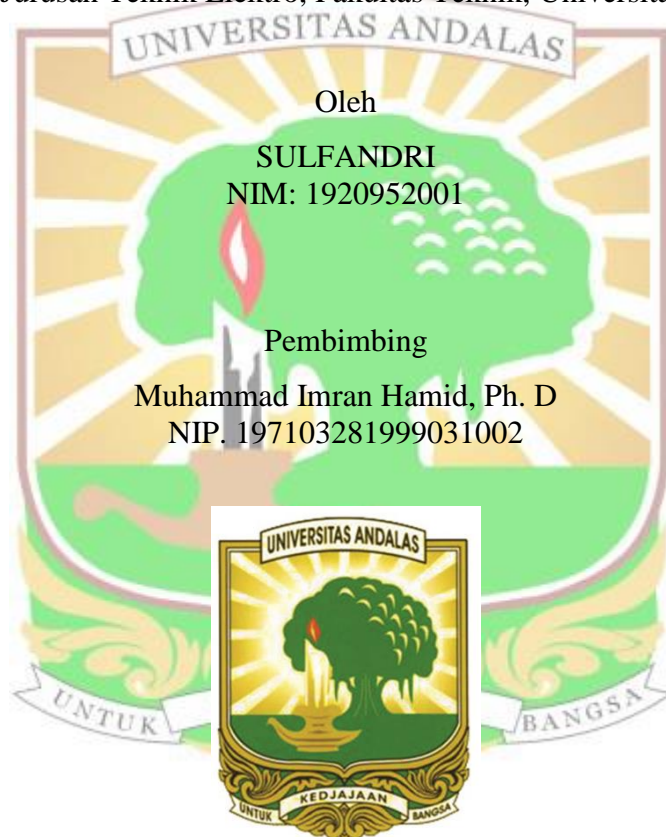 Jurusan Teknik Elektro, Fakultas Teknik, Universita
UNIVERSITAS ANDALAS
Oleh
SULFANDRI
NIM: 1920952001
Pembimbing
Muhammad Imran Hamid, Ph. D
NIP. 197103281999031002
UNIVERSITAS ANDALAS
UNTUK BANGSA
UNTUK KEDJAJAAN BANGSA